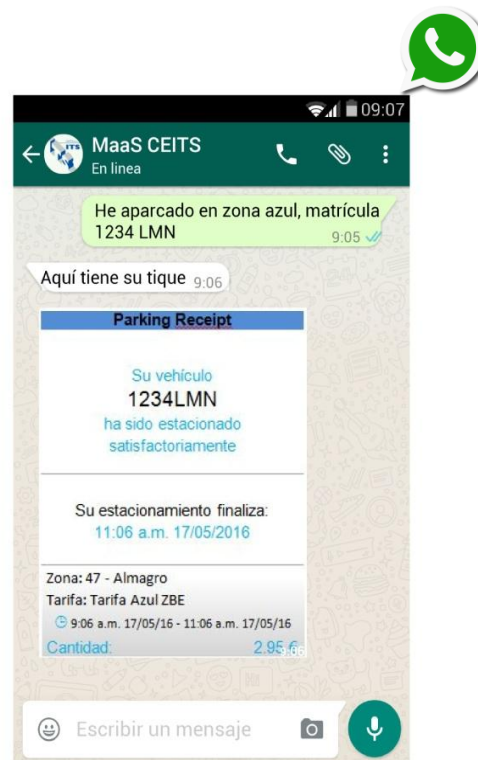 09:07
MaaS CEITS
En linea
He aparcado en zona azul, matrícula
1234 LMN
9:05
Aquí tiene su tique 9:06
Parking Receipt
Su vehículo
1234LMN
ha sido estacionado
satisfactoriamente
Su estacionamiento finaliza:
11:06 a.m. 17/05/2016
Zona: 47 - Almagro
Tarifa: Tarifa Azul ZBE
9:06 a.m. 17/05/16 - 11:06 a.m. 17/05/16
Cantidad: 2.95 €
9:06
Escribir un mensaje